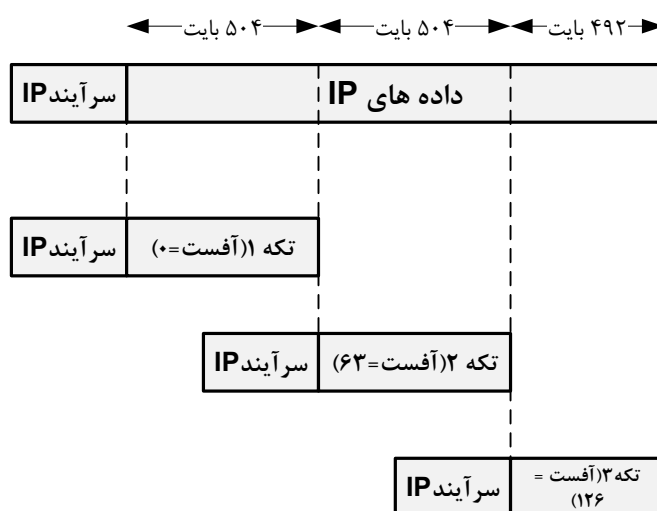 ۵۰۴ بایت
۵۰۴ بایت
۴۹۲ بایت
سرآیندIP
داده های IP
سرآیندIP
تکه ۱(آفست=۰)
سرآیندIP
تکه ۲(آفست=۶۳)
سرآیندIP
تکه۳(آفست =
۱۲۶)